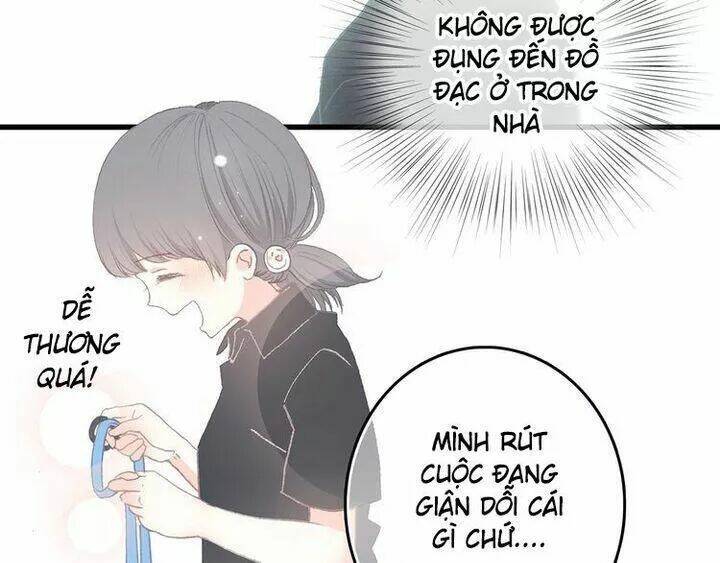 KHÔNG ĐƯỢC
ĐỤNG ĐẾN ĐỒ
ĐẠC Ở TRONG
NHÀ
DỄ
THƯƠNG
QUÁ!
MÌNH RÚT
CUỘC ĐANG
GIẬN DỖI CÁI
GÌ CHỨ....